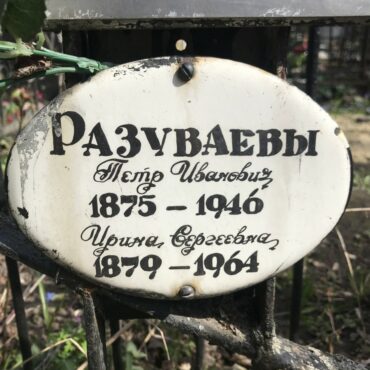 Разуваевы
Петр Иванович
1875 – 1946
Ирина Сергеевна
1879 – 1964